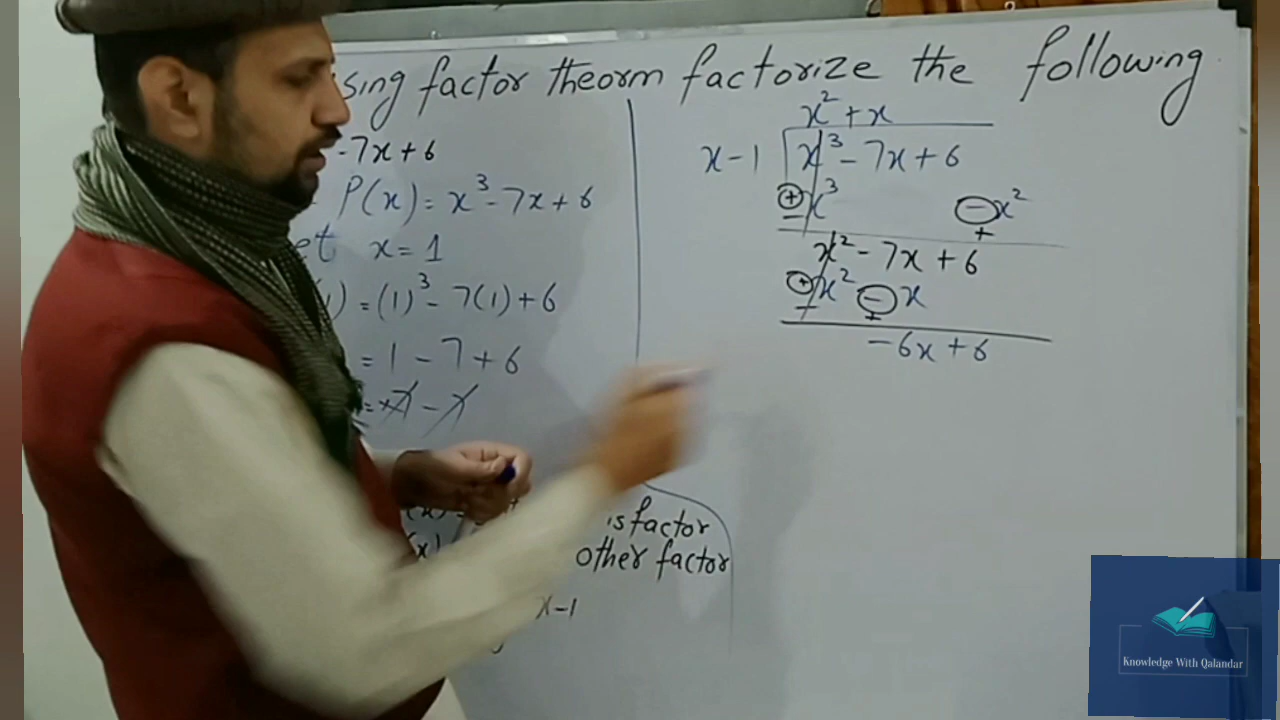 sing factor theorm factorize the following
-7x+6
P(x) = x³-7x+6
et x=1
1) = (1)³-7(1)+6
= 1-7+6
= +7-7
is factor
other factor
x-1
x²+x
x-1 x³-7x+6
+x³ -x²
- +
x²-7x+6
+x² -x
- +
-6x+6
Knowledge With Qalandar